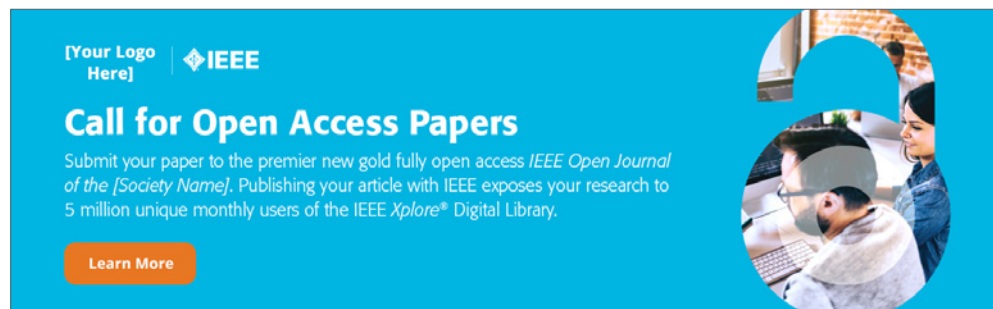 [Your Logo
Here]
IEEE
Call for Open Access Papers
Submit your paper to the premier new gold fully open access IEEE Open Journal
of the [Society Name]. Publishing your article with IEEE exposes your research to
5 million unique monthly users of the IEEE Xplore® Digital Library.
Learn More